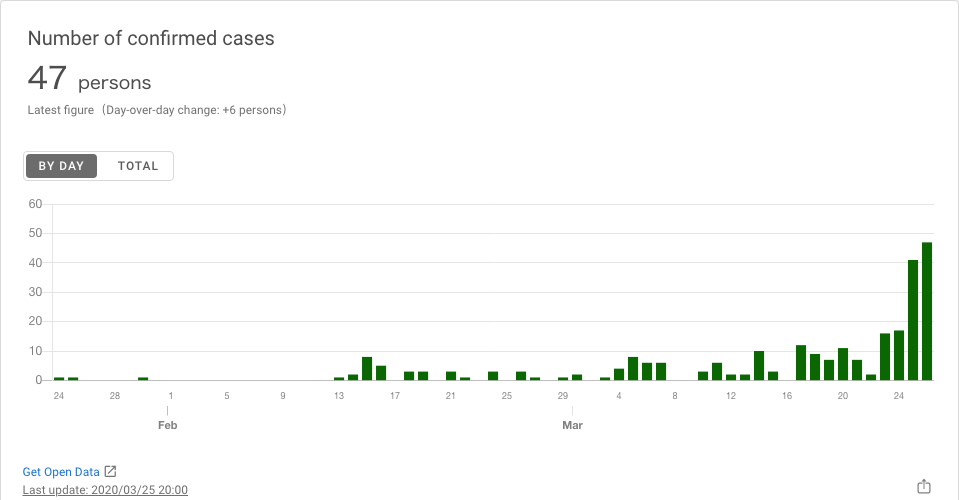 Number of confirmed cases
47 persons
Latest figure （Day-over-day change: +6 persons）
BY DAY TOTAL
60
50
40
30
20
10
0
24 28 1 5 9 13 17 21 25 29 4 8 12 16 20 24
Feb Mar
Get Open Data
Last update: 2020/03/25 20:00